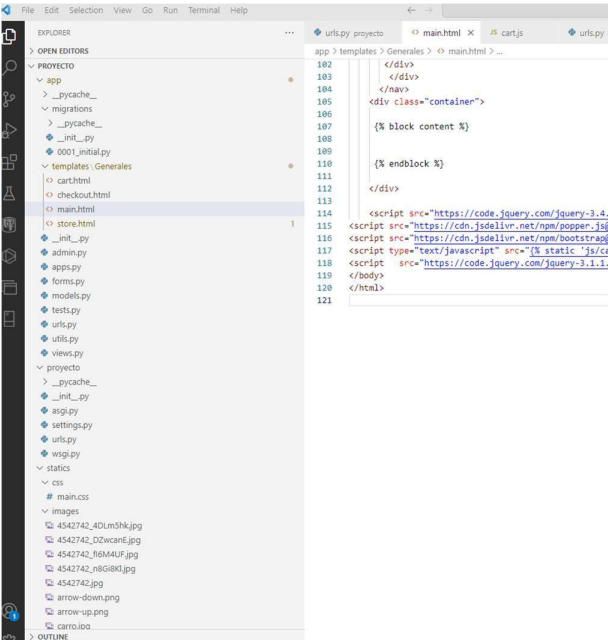 File Edit Selection View Go Run Terminal Help
EXPLORER
OPEN EDITORS
PROYECTO
app
__pycache__
migrations
__pycache__
__init__.py
0001_initial.py
templates \ Generales
cart.html
checkout.html
main.html
store.html 1
__init__.py
admin.py
apps.py
forms.py
models.py
tests.py
urls.py
utils.py
views.py
proyecto
__pycache__
__init__.py
asgi.py
settings.py
urls.py
wsgi.py
statics
css
# main.css
images
4542742_4DLm5hk.jpg
4542742_DZwcanE.jpg
4542742_fI6M4UF.jpg
4542742_n8Gi8Kl.jpg
4542742.jpg
arrow-down.png
arrow-up.png
carro.jpg
OUTLINE
1
urls.py proyecto
<> main.html ×
JS cart.js
urls.py
app > templates > Generales > <> main.html > ...
102 </div>
103 </div>
104 </nav>
105 <div class="container">
106
107 {% block content %}
108
109
110 {% endblock %}
111
112 </div>
113
114 <script src="https://code.jquery.com/jquery-3.4.
115 <script src="https://cdn.jsdelivr.net/npm/popper.js@
116 <script src="https://cdn.jsdelivr.net/npm/bootstrap@
117 <script type="text/javascript" src="{% static 'js/ca
118 <script src="https://code.jquery.com/jquery-3.1.1.
119 </body>
120 </html>
121